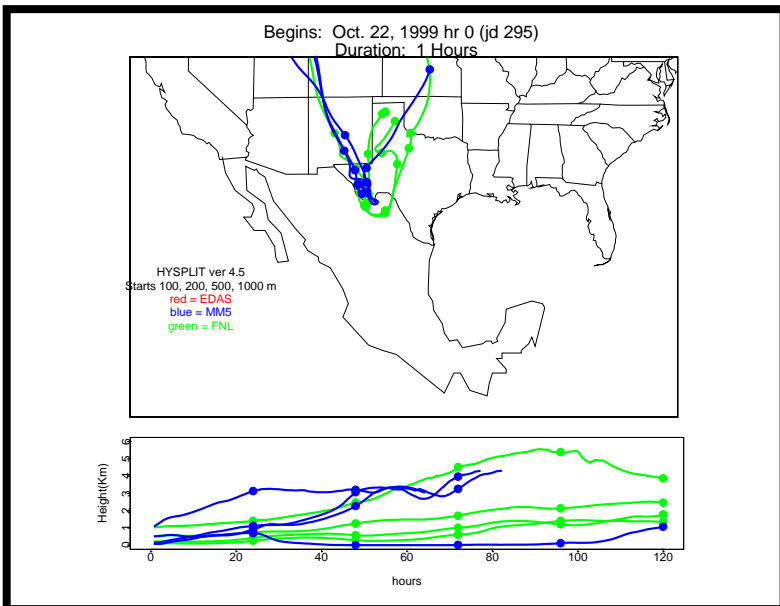 Begins: Oct. 22, 1999 hr 0 (jd 295)
Duration: 1 Hours
HYSPLIT ver 4.5
Starts 100, 200, 500, 1000 m
red = EDAS
blue = MM5
green = FNL
Height(Km)
6
5
4
3
2
1
0
0 20 40 60 80 100 120
hours